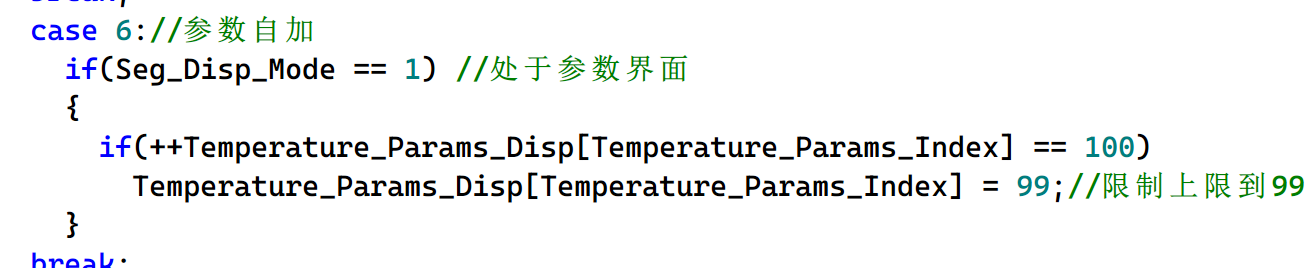 break;
case 6://参数自加
if(Seg_Disp_Mode == 1) //处于参数界面
{
if(++Temperature_Params_Disp[Temperature_Params_Index] == 100)
Temperature_Params_Disp[Temperature_Params_Index] = 99;//限制上限到99
}
break;